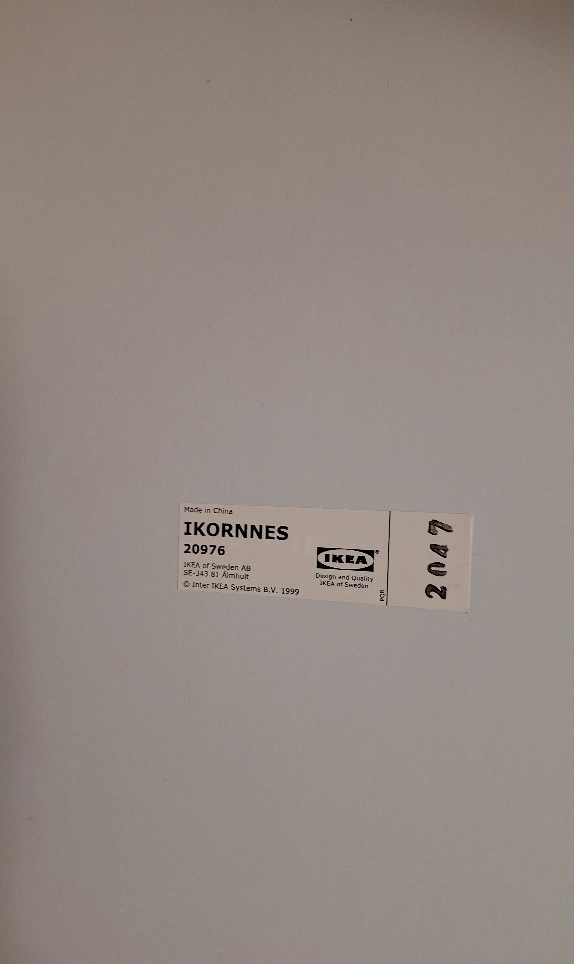 Made in China
IKORNNES
20976
IKEA of Sweden AB
SE-343 81 Älmhult
© Inter IKEA Systems B.V. 1999
IKEA®
Design and Quality
IKEA of Sweden
PQR
2047